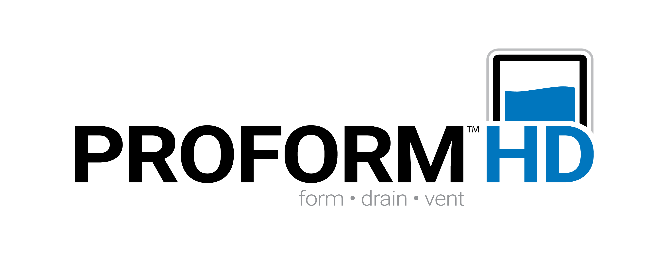 PROFORM™ HD
form • drain • vent